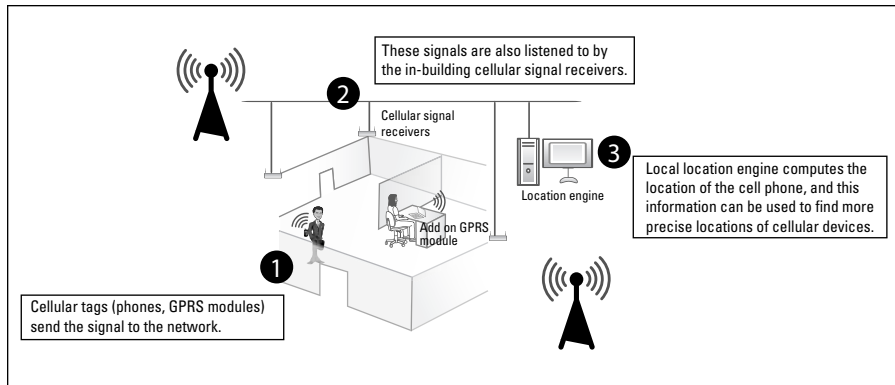 These signals are also listened to by
the in-building cellular signal receivers.
2
Cellular signal
receivers
3
Location engine
Local location engine computes the
location of the cell phone, and this
information can be used to find more
precise locations of cellular devices.
Add on GPRS
module
1
Cellular tags (phones, GPRS modules)
send the signal to the network.